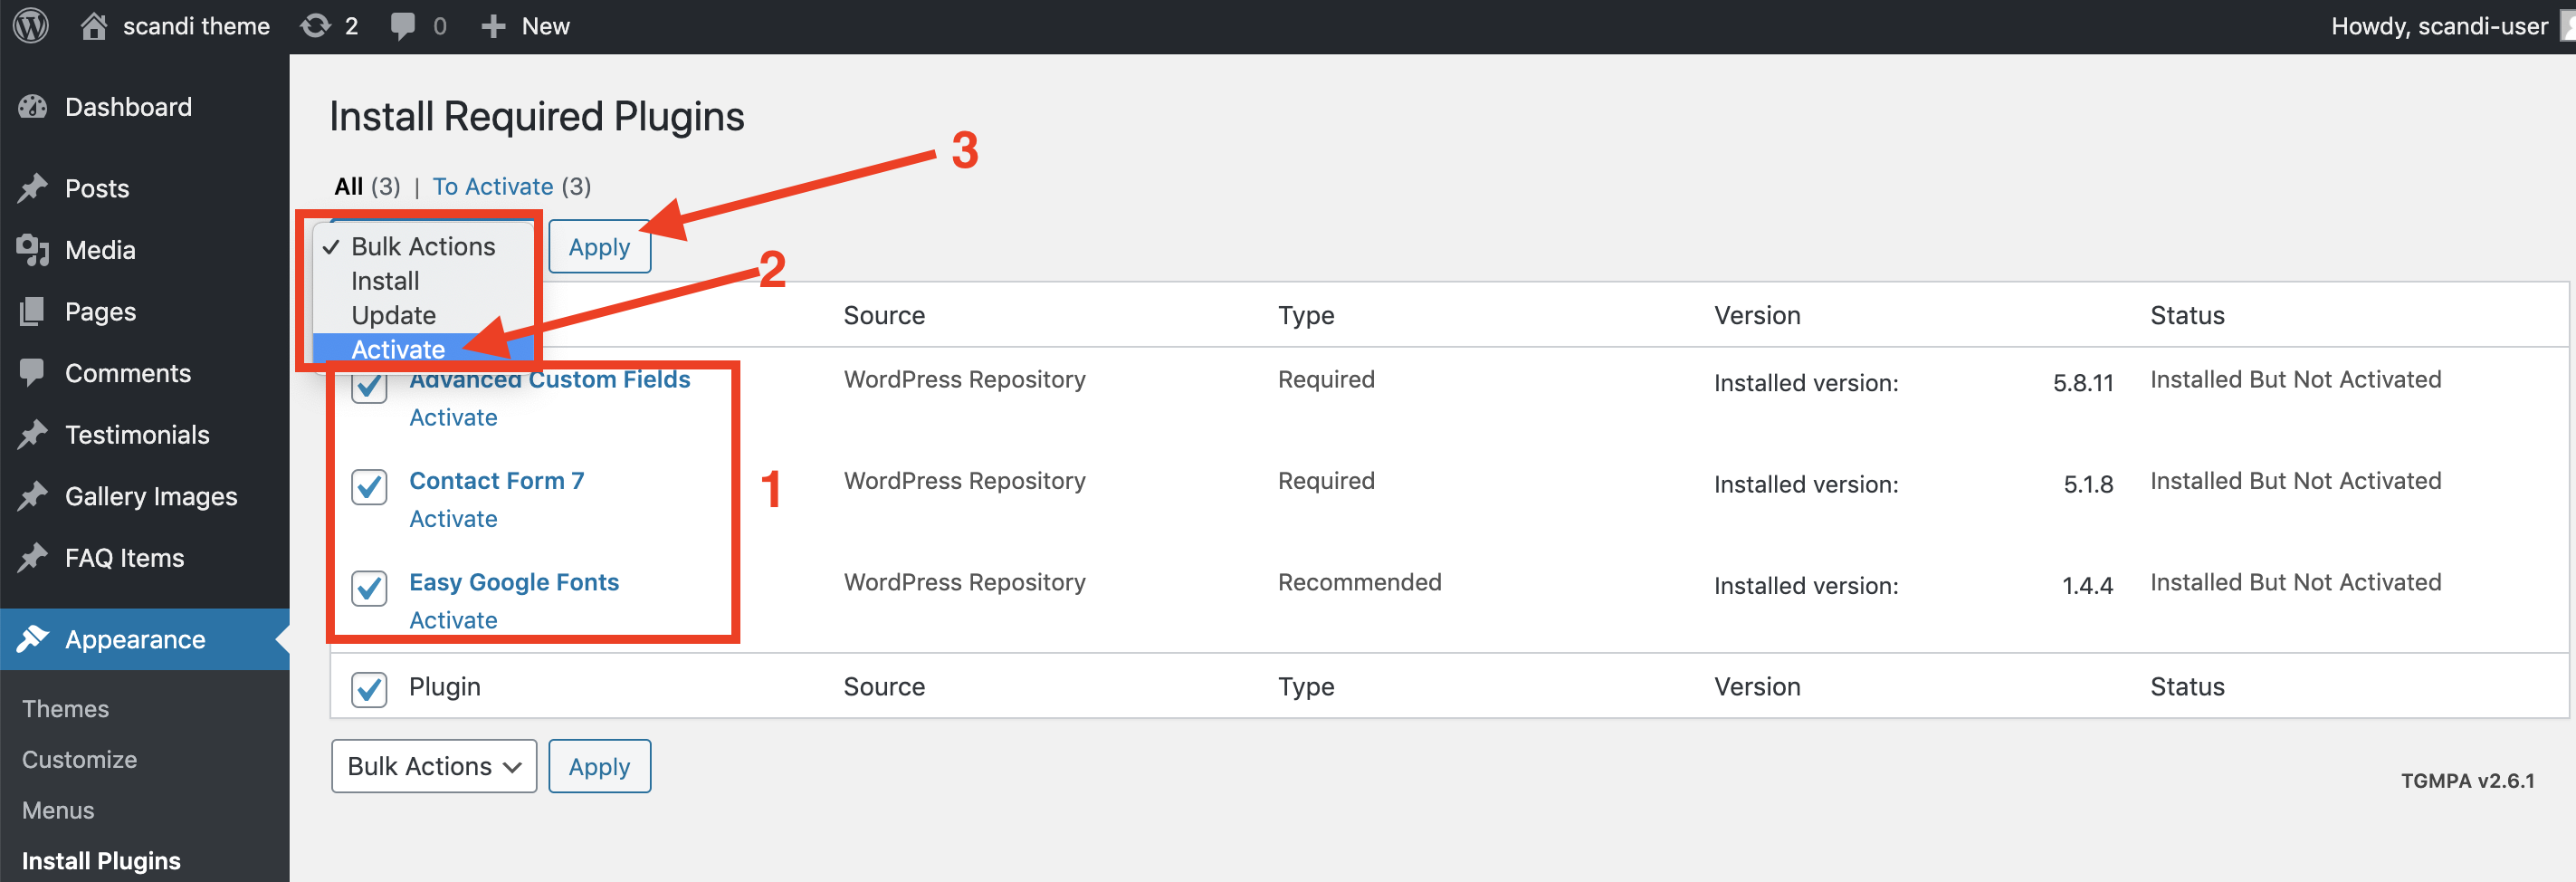 scandi theme 2 0 New Howdy, scandi-user
Dashboard
Posts
Media
Pages
Comments
Testimonials
Gallery Images
FAQ Items
Appearance
Themes
Customize
Menus
Install Plugins
Install Required Plugins
3
All (3) | To Activate (3)
Bulk Actions
Install
Update
Activate
Apply
2
Source Type Version Status
Advanced Custom Fields WordPress Repository Required Installed version: 5.8.11 Installed But Not Activated
Activate
Contact Form 7 WordPress Repository Required Installed version: 5.1.8 Installed But Not Activated
Activate
1
Easy Google Fonts WordPress Repository Recommended Installed version: 1.4.4 Installed But Not Activated
Activate
Plugin Source Type Version Status
Bulk Actions Apply
TGMPA v2.6.1